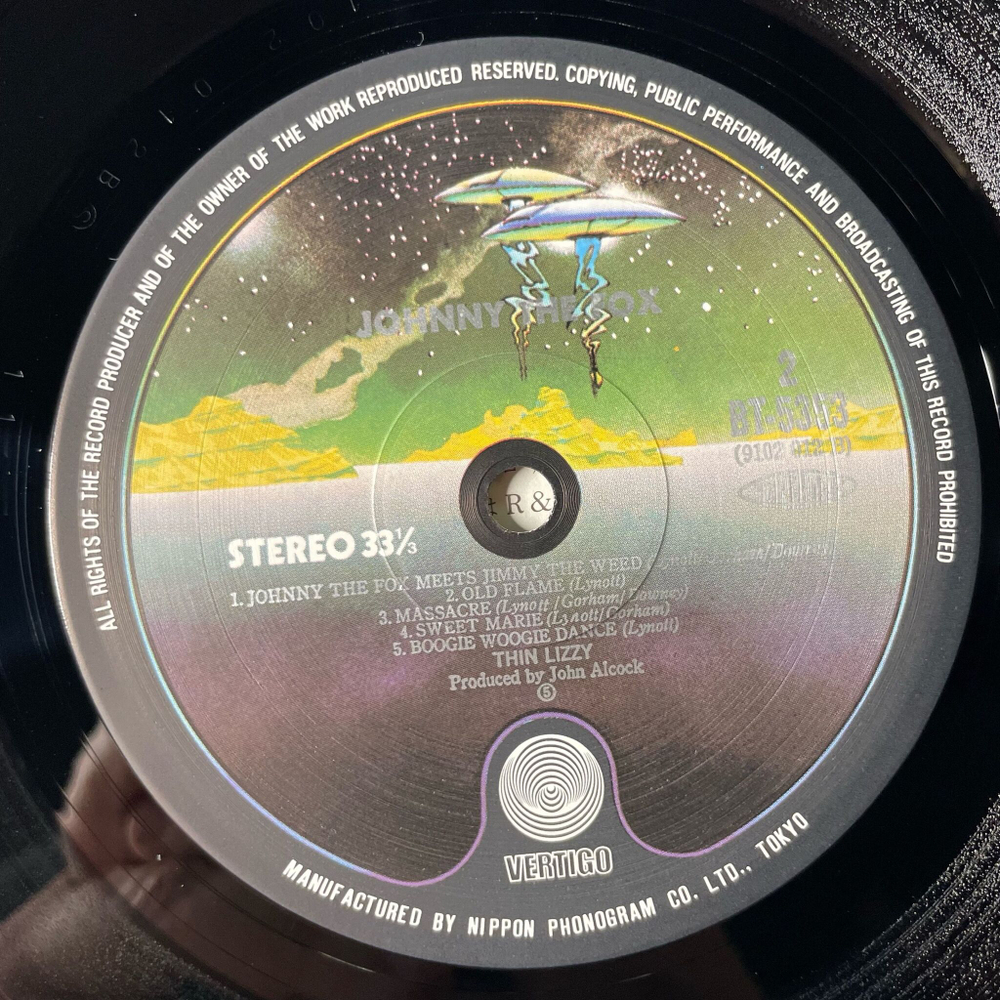 ALL RIGHTS OF THE RECORD PRODUCER AND OF THE OWNER OF THE WORK REPRODUCED RESERVED. COPYING, PUBLIC PERFORMANCE AND BROADCASTING OF THIS RECORD PROHIBITED
JOHNNY THE FOX
2
(9102
R &
STEREO 33⅓
1. JOHNNY THE FOX MEETS JIMMY THE WEED
2. OLD FLAME (Lynott)
3. MASSACRE (Lynott/Gorham/Downey)
4. SWEET MARIE (Lynott/Gorham)
5. BOOGIE WOOGIE DANCE (Lynott)
THIN LIZZY
Produced by John Alcock
⑤
VERTIGO
MANUFACTURED BY NIPPON PHONOGRAM CO. LTD., TOKYO